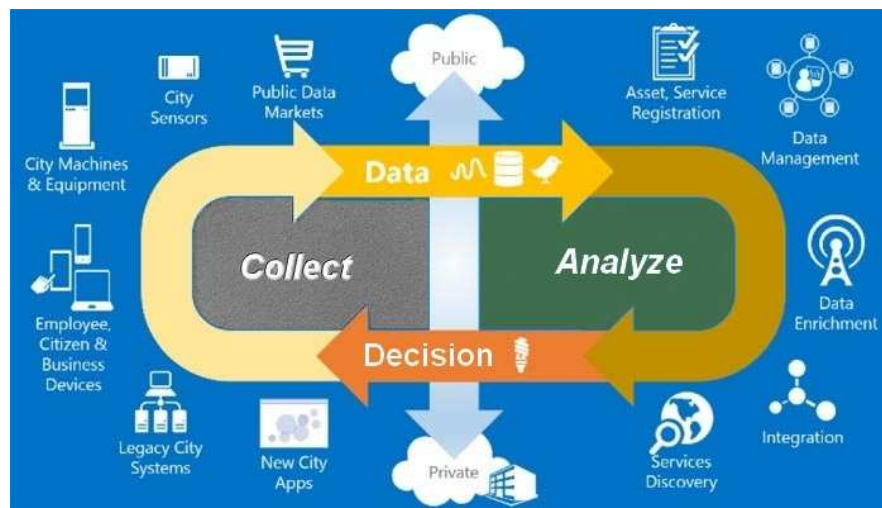 Public
City
Sensors
Public Data
Markets
Asset, Service
Registration
Data
Management
City Machines
& Equipment
Data
Collect
Analyze
Employee,
Citizen &
Business
Devices
Data
Enrichment
Decision
Legacy City
Systems
New City
Apps
Private
Services
Discovery
Integration